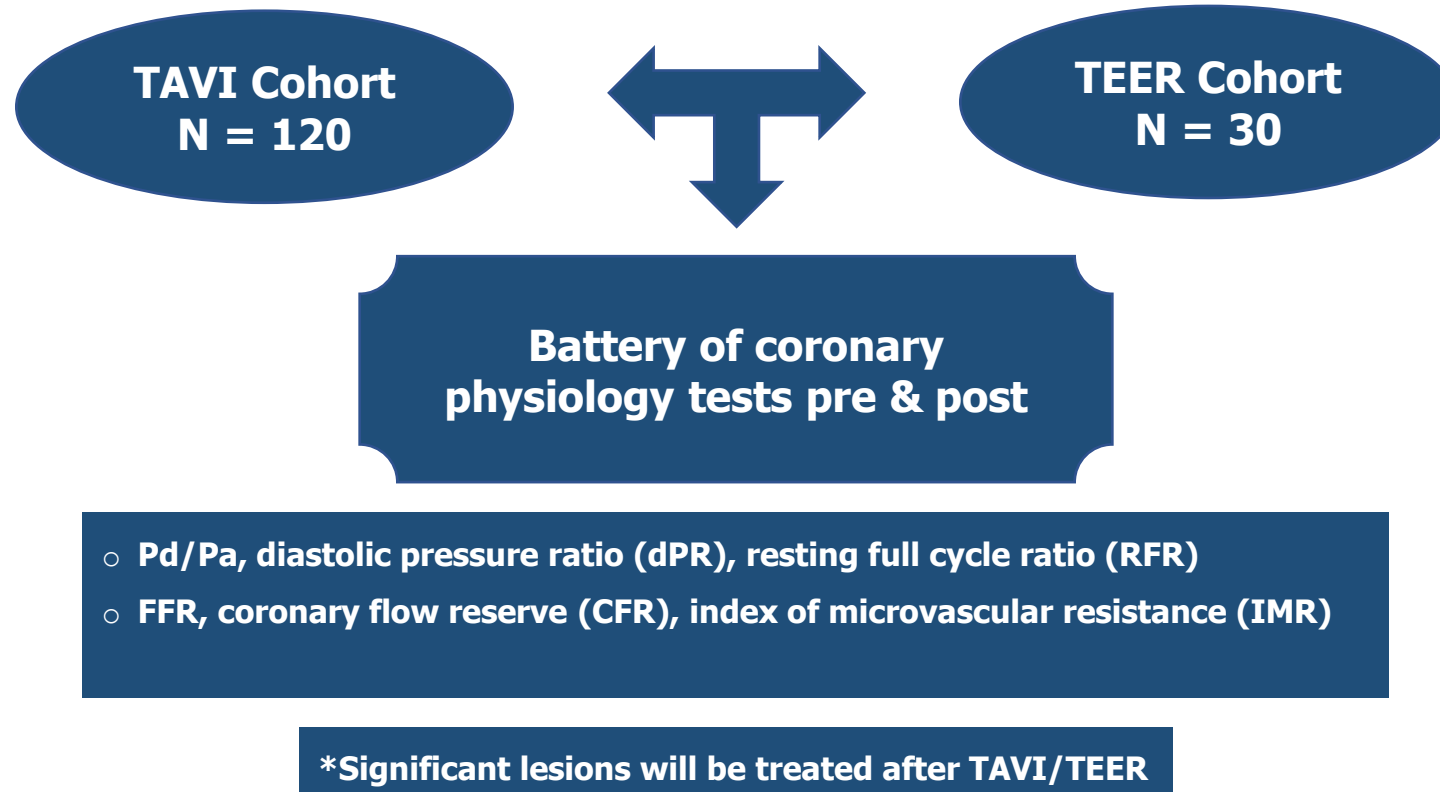 TAVI Cohort
N = 120
TEER Cohort
N = 30
Battery of coronary
physiology tests pre & post
○ Pd/Pa, diastolic pressure ratio (dPR), resting full cycle ratio (RFR)
○ FFR, coronary flow reserve (CFR), index of microvascular resistance (IMR)
*Significant lesions will be treated after TAVI/TEER